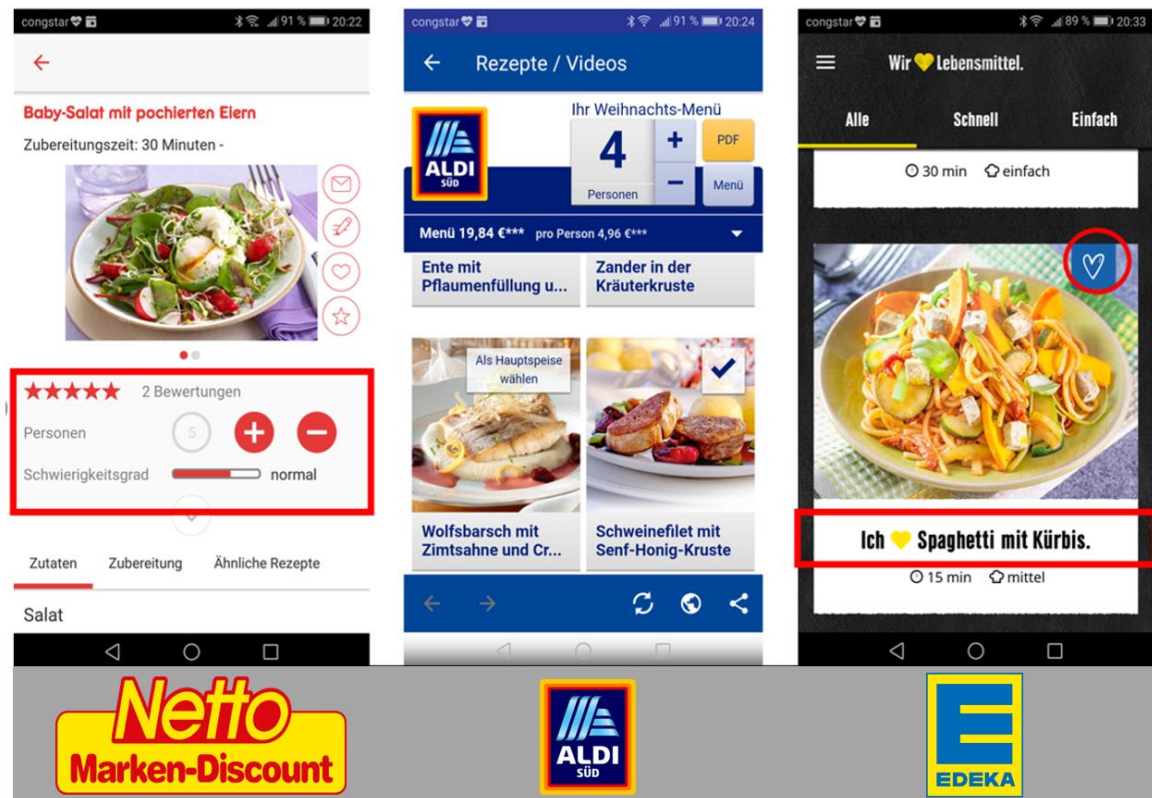 congstar 91 % 20:22
Baby-Salat mit pochierten Eiern
Zubereitungszeit: 30 Minuten -
2 Bewertungen
Personen 5
Schwierigkeitsgrad normal
Zutaten Zubereitung Ähnliche Rezepte
Salat
congstar 91 % 20:24
Rezepte / Videos
ALDI
SÜD
Ihr Weihnachts-Menü
4
Personen
+
−
PDF
Menü
Menü 19,84 €*** pro Person 4,96 €***
Ente mit
Pflaumenfüllung u...
Zander in der
Kräuterkruste
Als Hauptspeise
wählen
Wolfsbarsch mit
Zimtsahne und Cr...
Schweinefilet mit
Senf-Honig-Kruste
congstar 89 % 20:33
Wir 💛 Lebensmittel.
Alle Schnell Einfach
30 min einfach
Ich 💛 Spaghetti mit Kürbis.
15 min mittel
Netto
Marken-Discount
ALDI
SÜD
E
EDEKA